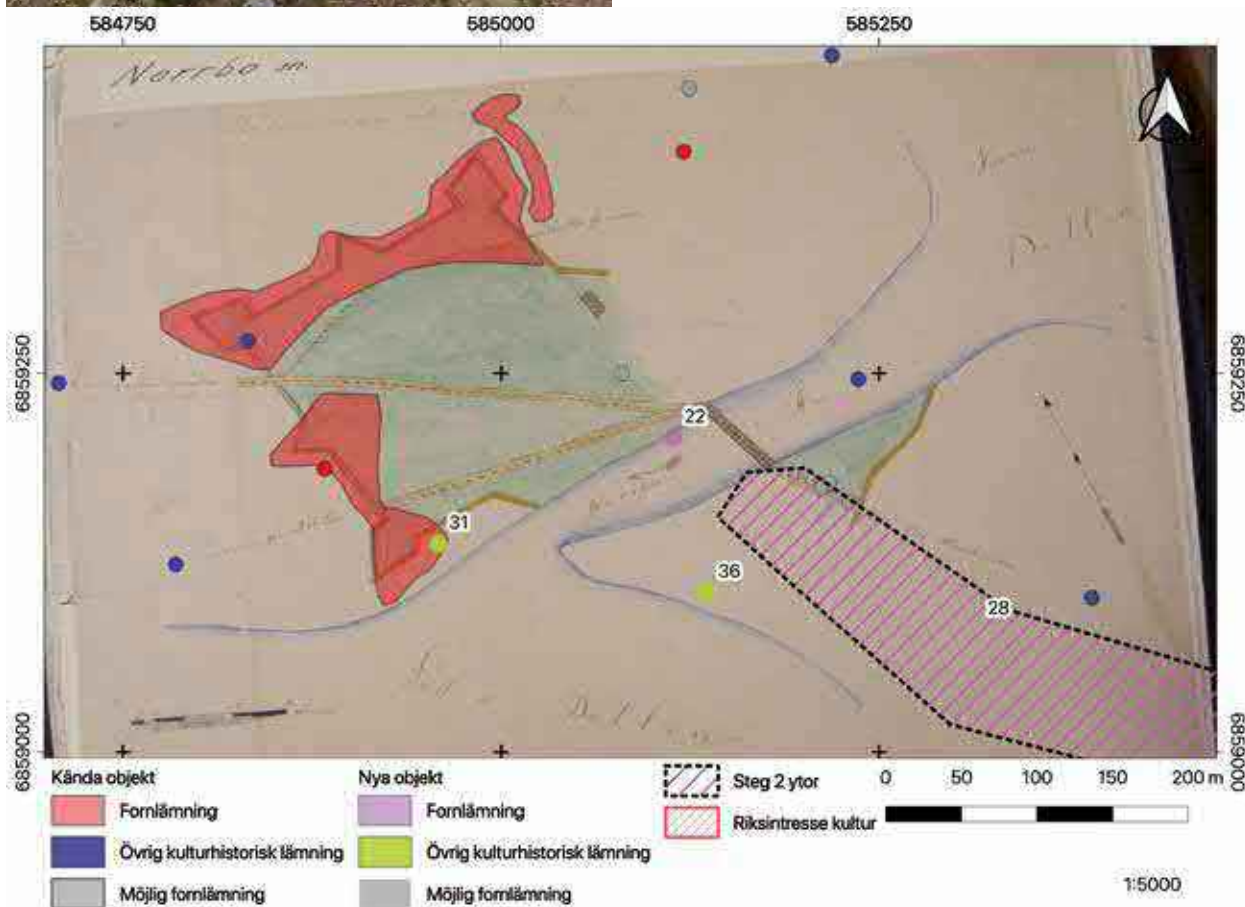 584750 585000 585250
Norrbo sn.
6859250 6859250
22
31
36
28
6859000 6859000
Kända objekt
Fornlämning
Övrig kulturhistorisk lämning
Möjlig fornlämning
Nya objekt
Fornlämning
Övrig kulturhistorisk lämning
Möjlig fornlämning
Steg 2 ytor
Riksintresse kultur
0 50 100 150 200 m
1:5000